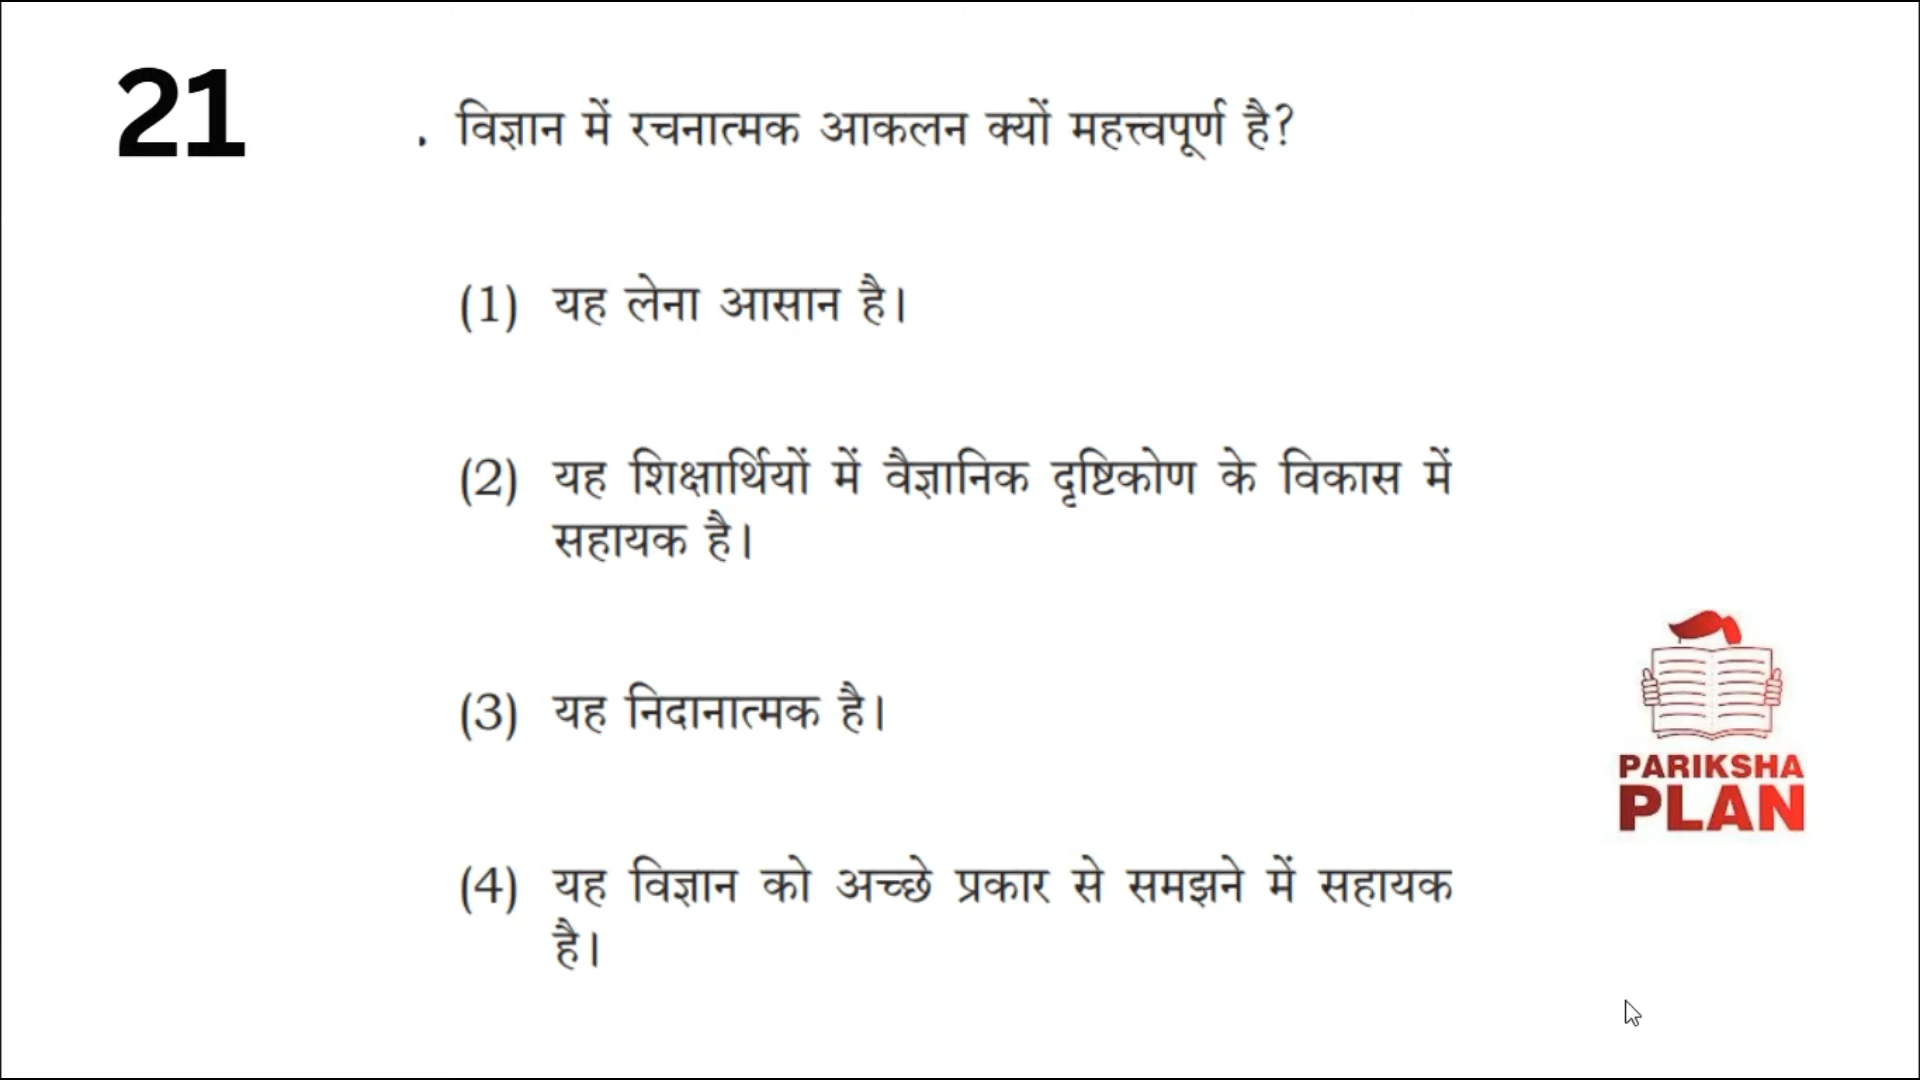 21
. विज्ञान में रचनात्मक आकलन क्यों महत्त्वपूर्ण है?
(1) यह लेना आसान है।
(2) यह शिक्षार्थियों में वैज्ञानिक दृष्टिकोण के विकास में
सहायक है।
(3) यह निदानात्मक है।
(4) यह विज्ञान को अच्छे प्रकार से समझने में सहायक
है।
PARIKSHA
PLAN